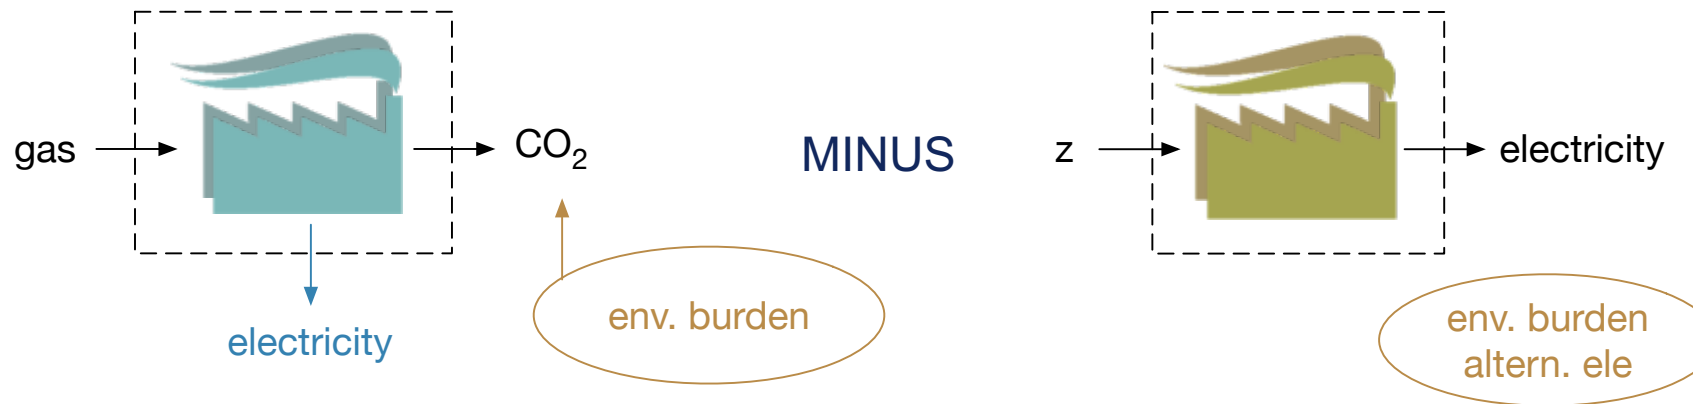 gas
CO₂
MINUS
z
electricity
electricity
env. burden
env. burden
altern. ele